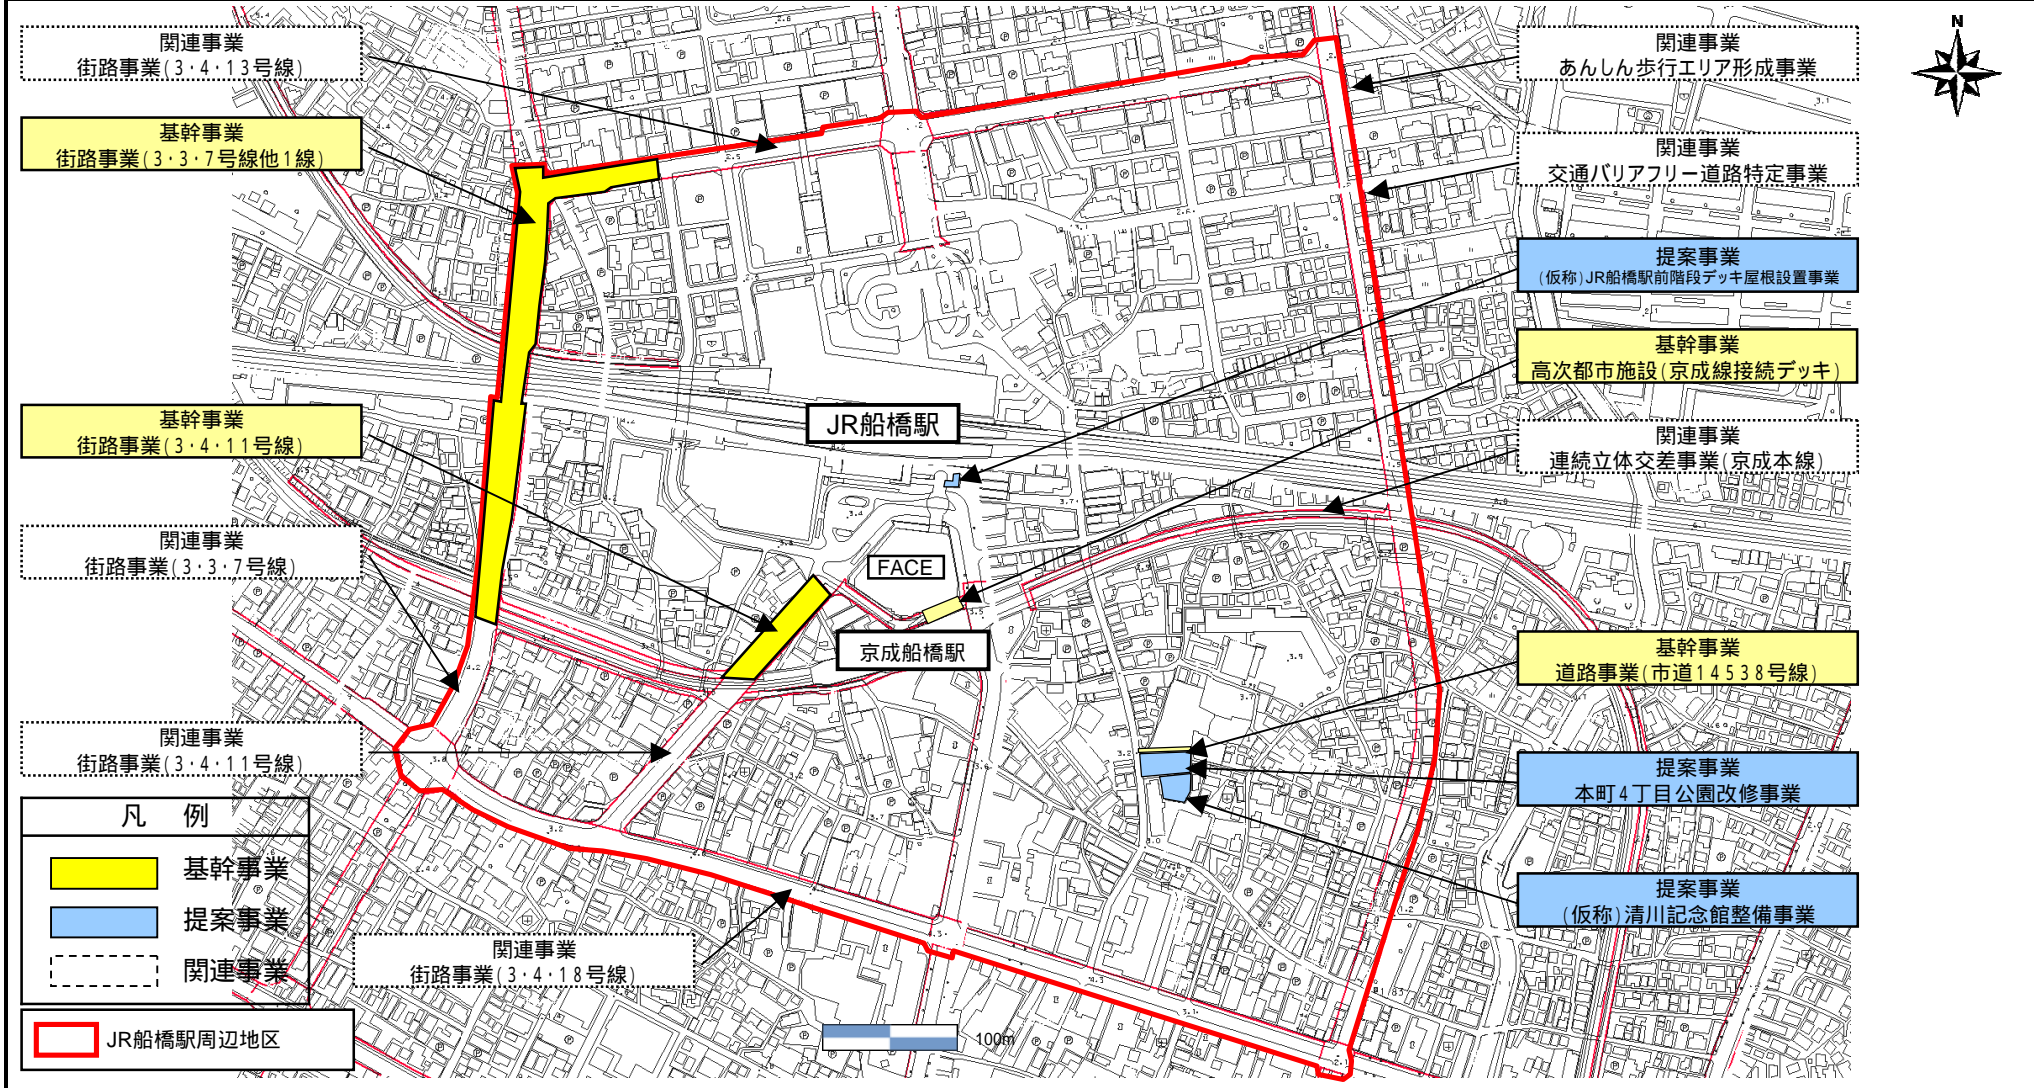 関連事業
街路事業(3・4・13号線)
基幹事業
街路事業(3・3・7号線他1線)
基幹事業
街路事業(3・4・11号線)
関連事業
街路事業(3・3・7号線)
関連事業
街路事業(3・4・11号線)
凡 例
基幹事業
提案事業
関連事業
JR船橋駅周辺地区
関連事業
街路事業(3・4・18号線)
JR船橋駅
FACE
京成船橋駅
100m
N
関連事業
あんしん歩行エリア形成事業
関連事業
交通バリアフリー道路特定事業
提案事業
(仮称)JR船橋駅前階段デッキ屋根設置事業
基幹事業
高次都市施設(京成線接続デッキ)
関連事業
連続立体交差事業(京成本線)
基幹事業
道路事業(市道14538号線)
提案事業
本町4丁目公園改修事業
提案事業
(仮称)清川記念館整備事業